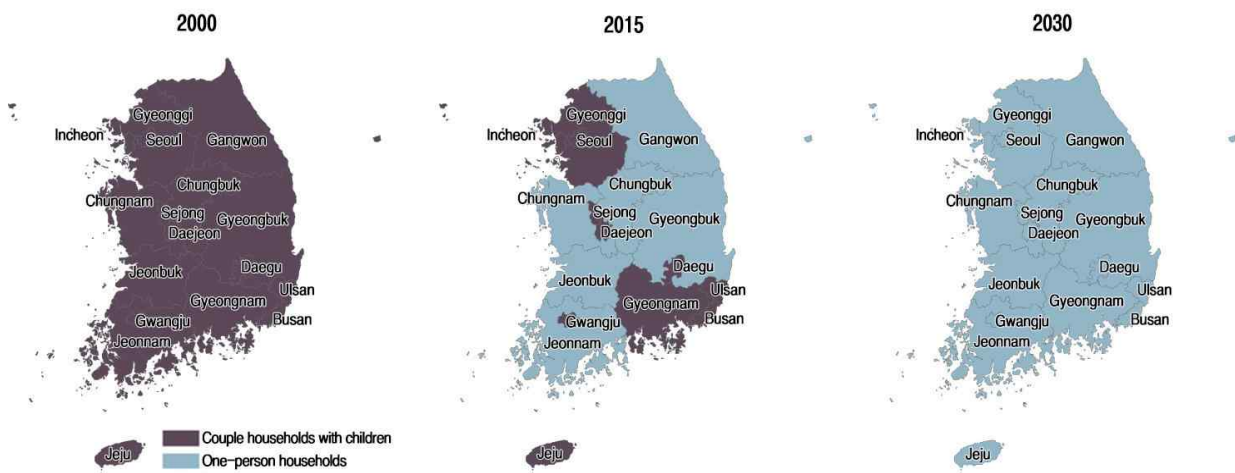 2000
Gyeonggi
Incheon
Seoul
Gangwon
Chungbuk
Chungnam
Sejong
Gyeongbuk
Daejeon
Daegu
Jeonbuk
Ulsan
Gyeongnam
Gwangju
Busan
Jeonnam
Jeju
Couple households with children
One-person households
2015
Gyeonggi
Incheon
Seoul
Gangwon
Chungbuk
Chungnam
Sejong
Gyeongbuk
Daejeon
Daegu
Jeonbuk
Ulsan
Gyeongnam
Gwangju
Busan
Jeonnam
Jeju
2030
Gyeonggi
Incheon
Seoul
Gangwon
Chungbuk
Chungnam
Sejong
Gyeongbuk
Daejeon
Daegu
Jeonbuk
Ulsan
Gyeongnam
Gwangju
Busan
Jeonnam
Jeju